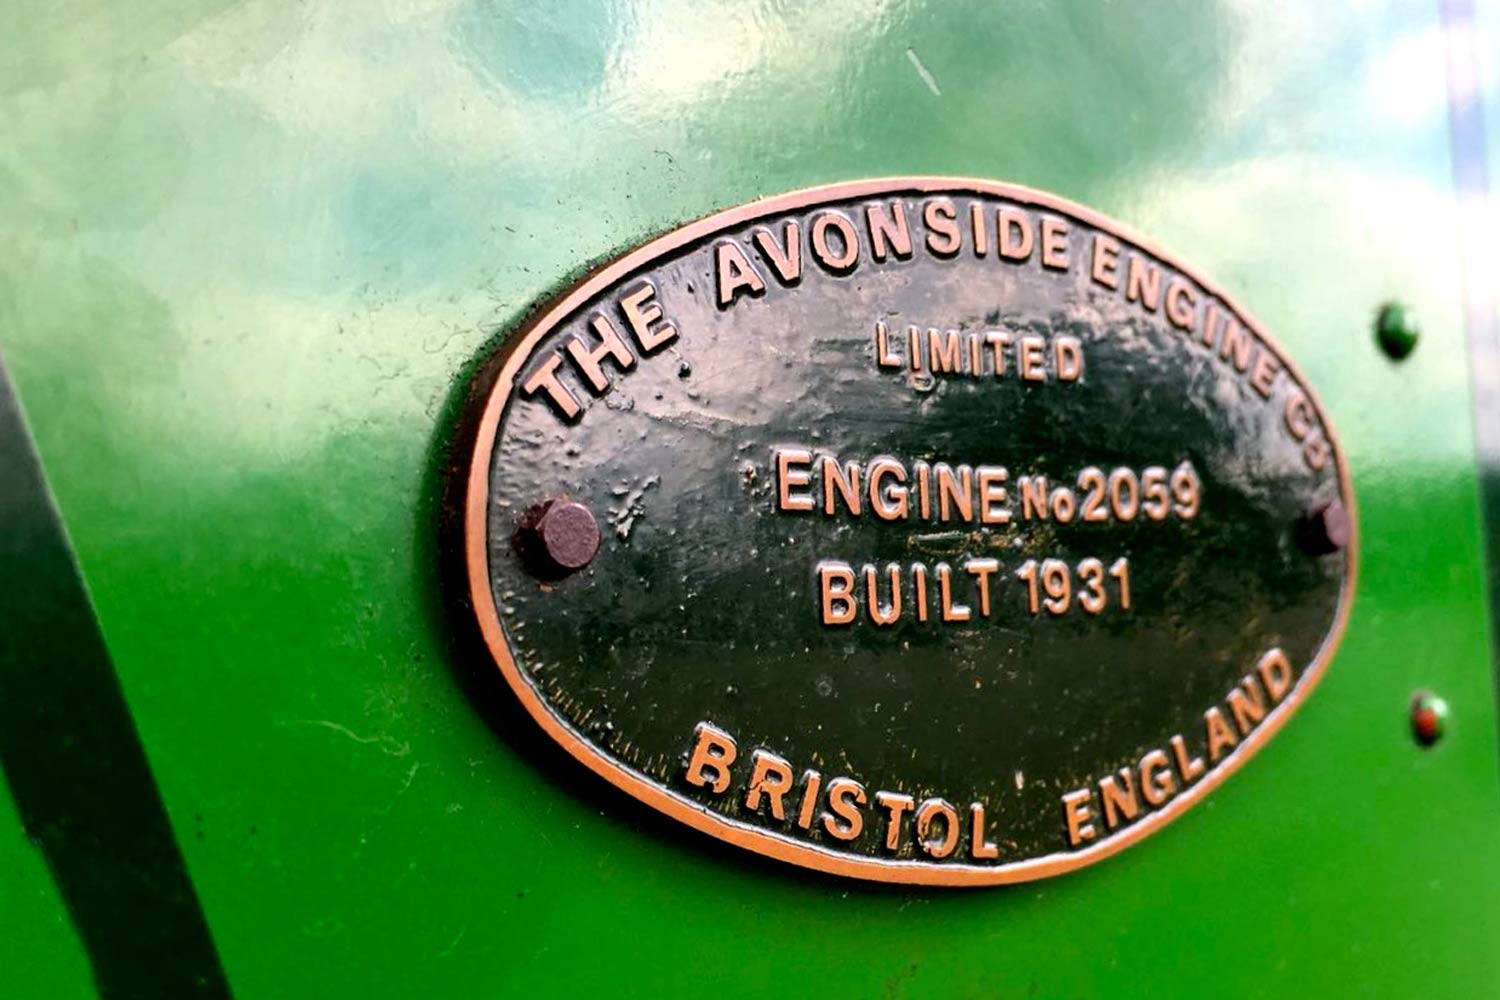 THE AVONSIDE ENGINE CO
LIMITED
ENGINE No 2059
BUILT 1931
BRISTOL ENGLAND